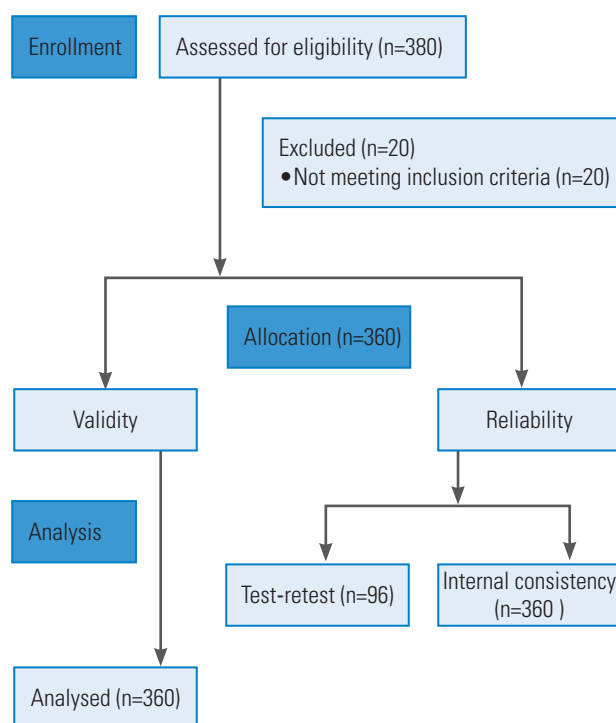 Enrollment
Assessed for eligibility (n=380)
Excluded (n=20)
•Not meeting inclusion criteria (n=20)
Allocation (n=360)
Validity
Reliability
Analysis
Test-retest (n=96)
Internal consistency
(n=360 )
Analysed (n=360)